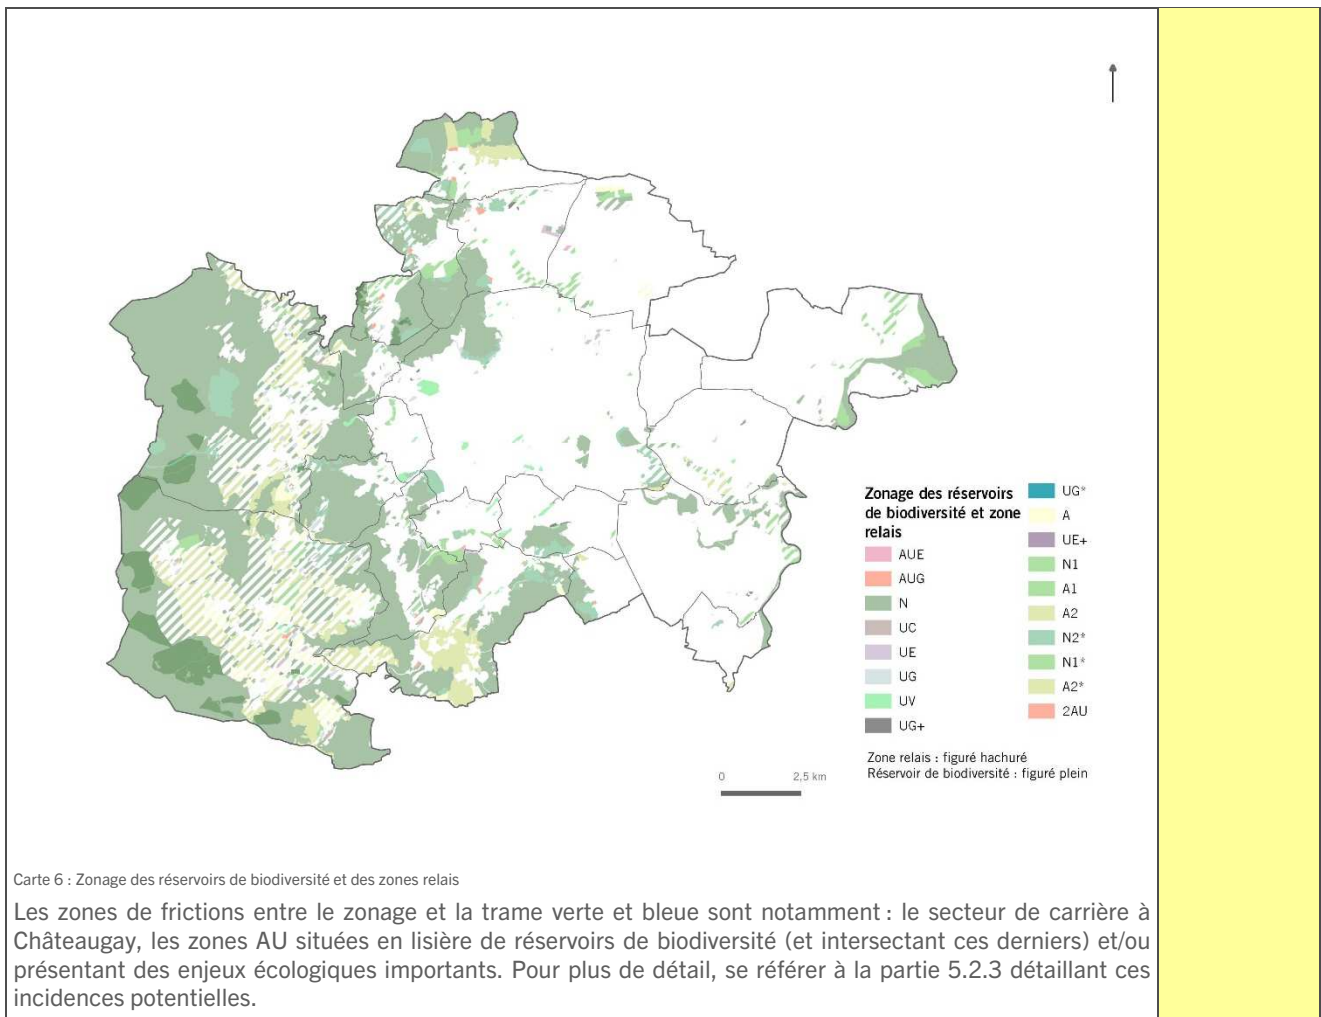 Zonage des réservoirs
de biodiversité et zone
relais
AUE
AUG
N
UC
UE
UG
UV
UG+
UG*
A
UE+
N1
A1
A2
N2*
N1*
A2*
2AU
Zone relais : figuré hachuré
Réservoir de biodiversité : figuré plein
0 2,5 km
Carte 6 : Zonage des réservoirs de biodiversité et des zones relais
Les zones de frictions entre le zonage et la trame verte et bleue sont notamment : le secteur de carrière à
Châteaugay, les zones AU situées en lisière de réservoirs de biodiversité (et intersectant ces derniers) et/ou
présentant des enjeux écologiques importants. Pour plus de détail, se référer à la partie 5.2.3 détaillant ces
incidences potentielles.